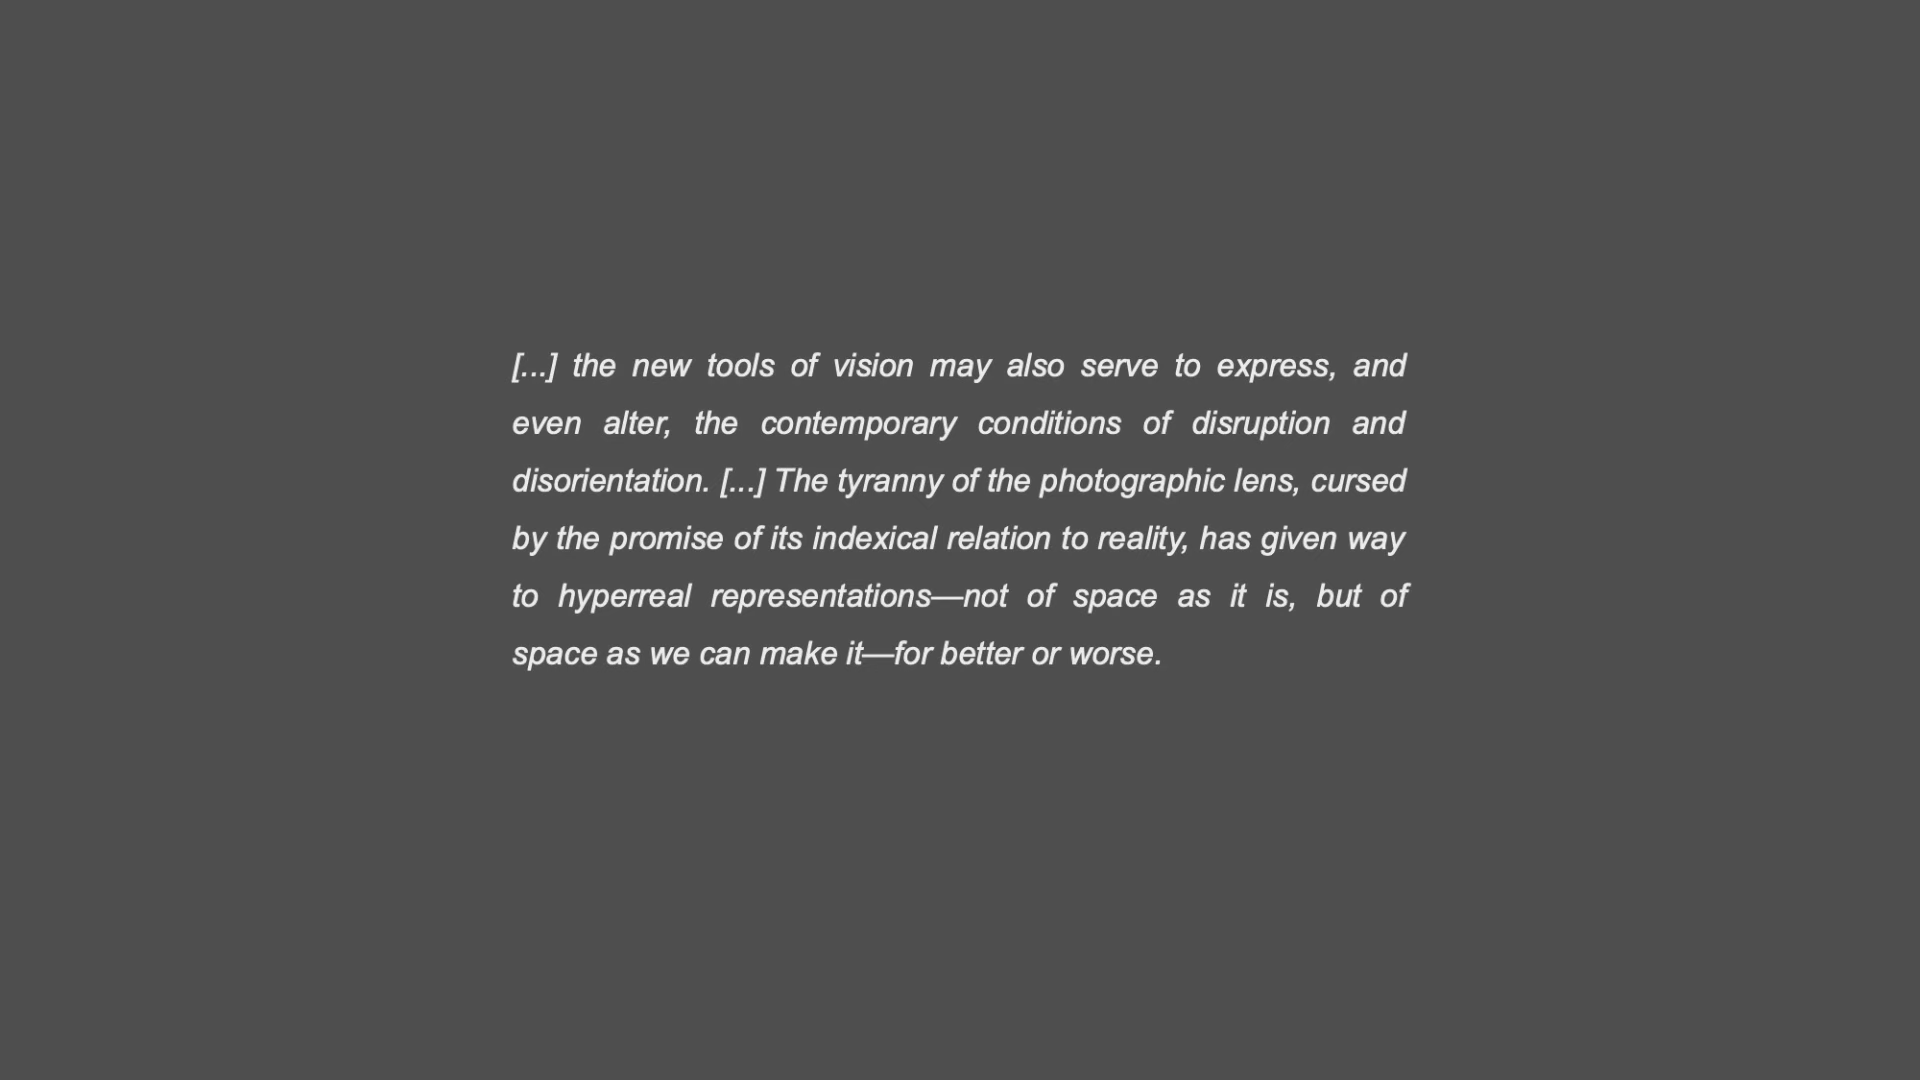 [...] the new tools of vision may also serve to express, and
even alter, the contemporary conditions of disruption and
disorientation. [...] The tyranny of the photographic lens, cursed
by the promise of its indexical relation to reality, has given way
to hyperreal representations—not of space as it is, but of
space as we can make it—for better or worse.